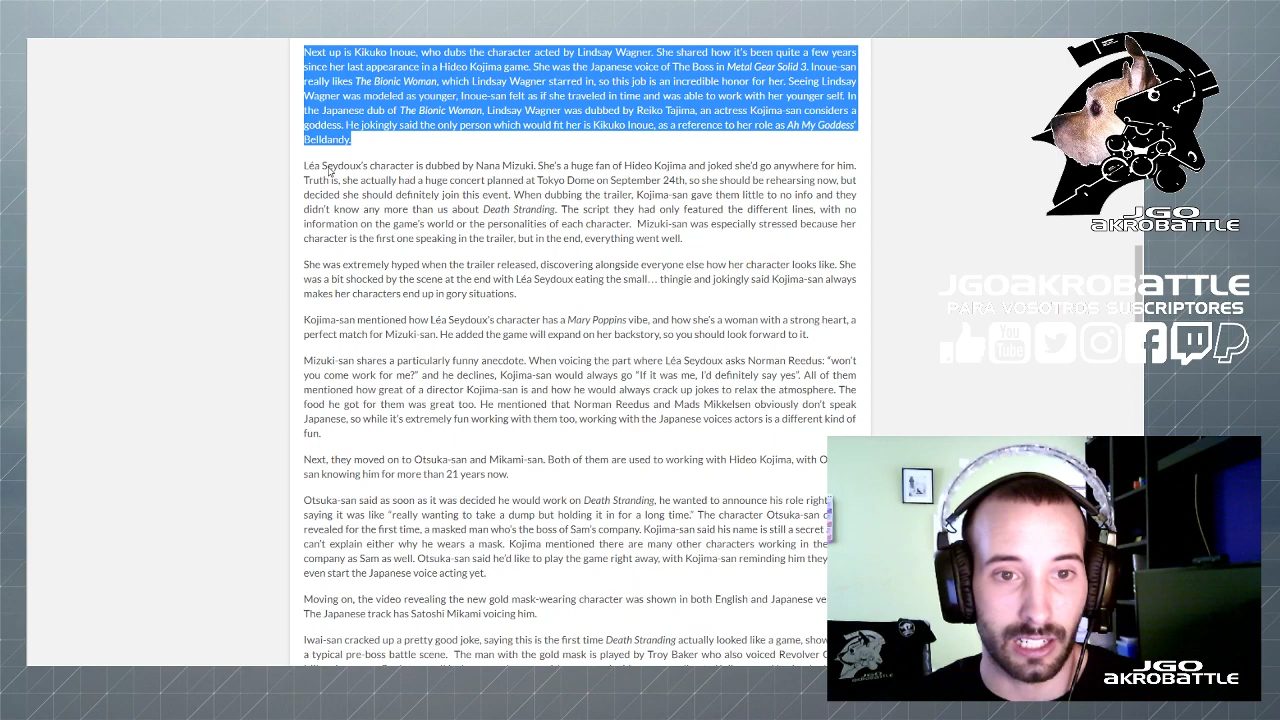 Next up is Kikuko Inoue, who dubs the character acted by Lindsay Wagner. She shared how it's been quite a few years
since her last appearance in a Hideo Kojima game. She was the Japanese voice of The Boss in Metal Gear Solid 3. Inoue-san
really likes The Bionic Woman, which Lindsay Wagner starred in, so this job is an incredible honor for her. Seeing Lindsay
Wagner was modeled as younger, Inoue-san felt as if she traveled in time and was able to work with her younger self. In
the Japanese dub of The Bionic Woman, Lindsay Wagner was dubbed by Reiko Tajima, an actress Kojima-san considers a
goddess. He jokingly said the only person which would fit her is Kikuko Inoue, as a reference to her role as Ah My Goddess'
Belldandy.
Léa Seydoux's character is dubbed by Nana Mizuki. She's a huge fan of Hideo Kojima and joked she'd go anywhere for him.
Truth is, she actually had a huge concert planned at Tokyo Dome on September 24th, so she should be rehearsing now, but
decided she should definitely join this event. When dubbing the trailer, Kojima-san gave them little to no info and they
didn't know any more than us about Death Stranding. The script they had only featured the different lines, with no
information on the game's world or the personalities of each character. Mizuki-san was especially stressed because her
character is the first one speaking in the trailer, but in the end, everything went well.
She was extremely hyped when the trailer released, discovering alongside everyone else how her character looks like. She
was a bit shocked by the scene at the end with Léa Seydoux eating the small… thingie and jokingly said Kojima-san always
makes her characters end up in gory situations.
Kojima-san mentioned how Léa Seydoux's character has a Mary Poppins vibe, and how she's a woman with a strong heart, a
perfect match for Mizuki-san. He added the game will expand on her backstory, so you should look forward to it.
Mizuki-san shares a particularly funny anecdote. When voicing the part where Léa Seydoux asks Norman Reedus: "won't
you come work for me?" and he declines, Kojima-san would always go "If it was me, I'd definitely say yes". All of them
mentioned how great of a director Kojima-san is and how he would always crack up jokes to relax the atmosphere. The
food he got for them was great too. He mentioned that Norman Reedus and Mads Mikkelsen obviously don't speak
Japanese, so while it's extremely fun working with them too, working with the Japanese voices actors is a different kind of
fun.
Next, they moved on to Otsuka-san and Mikami-san. Both of them are used to working with Hideo Kojima, with O
san knowing him for more than 21 years now.
Otsuka-san said as soon as it was decided he would work on Death Stranding, he wanted to announce his role right
saying it was like "really wanting to take a dump but holding it in for a long time." The character Otsuka-san
revealed for the first time, a masked man who's the boss of Sam's company. Kojima-san said his name is still a secret
can't explain either why he wears a mask. Kojima mentioned there are many other characters working in the
company as Sam as well. Otsuka-san said he'd like to play the game right away, with Kojima-san reminding him they
even start the Japanese voice acting yet.
Moving on, the video revealing the new gold mask-wearing character was shown in both English and Japanese ve
The Japanese track has Satoshi Mikami voicing him.
Iwai-san cracked up a pretty good joke, saying this is the first time Death Stranding actually looked like a game, show
a typical pre-boss battle scene. The man with the gold mask is played by Troy Baker who also voiced Revolver
JGO
AKROBATTLE
JGOAKROBATTLE
PARA VOSOTROS SUSCRIPTORES
You
Tube
JGO
AKROBATTLE